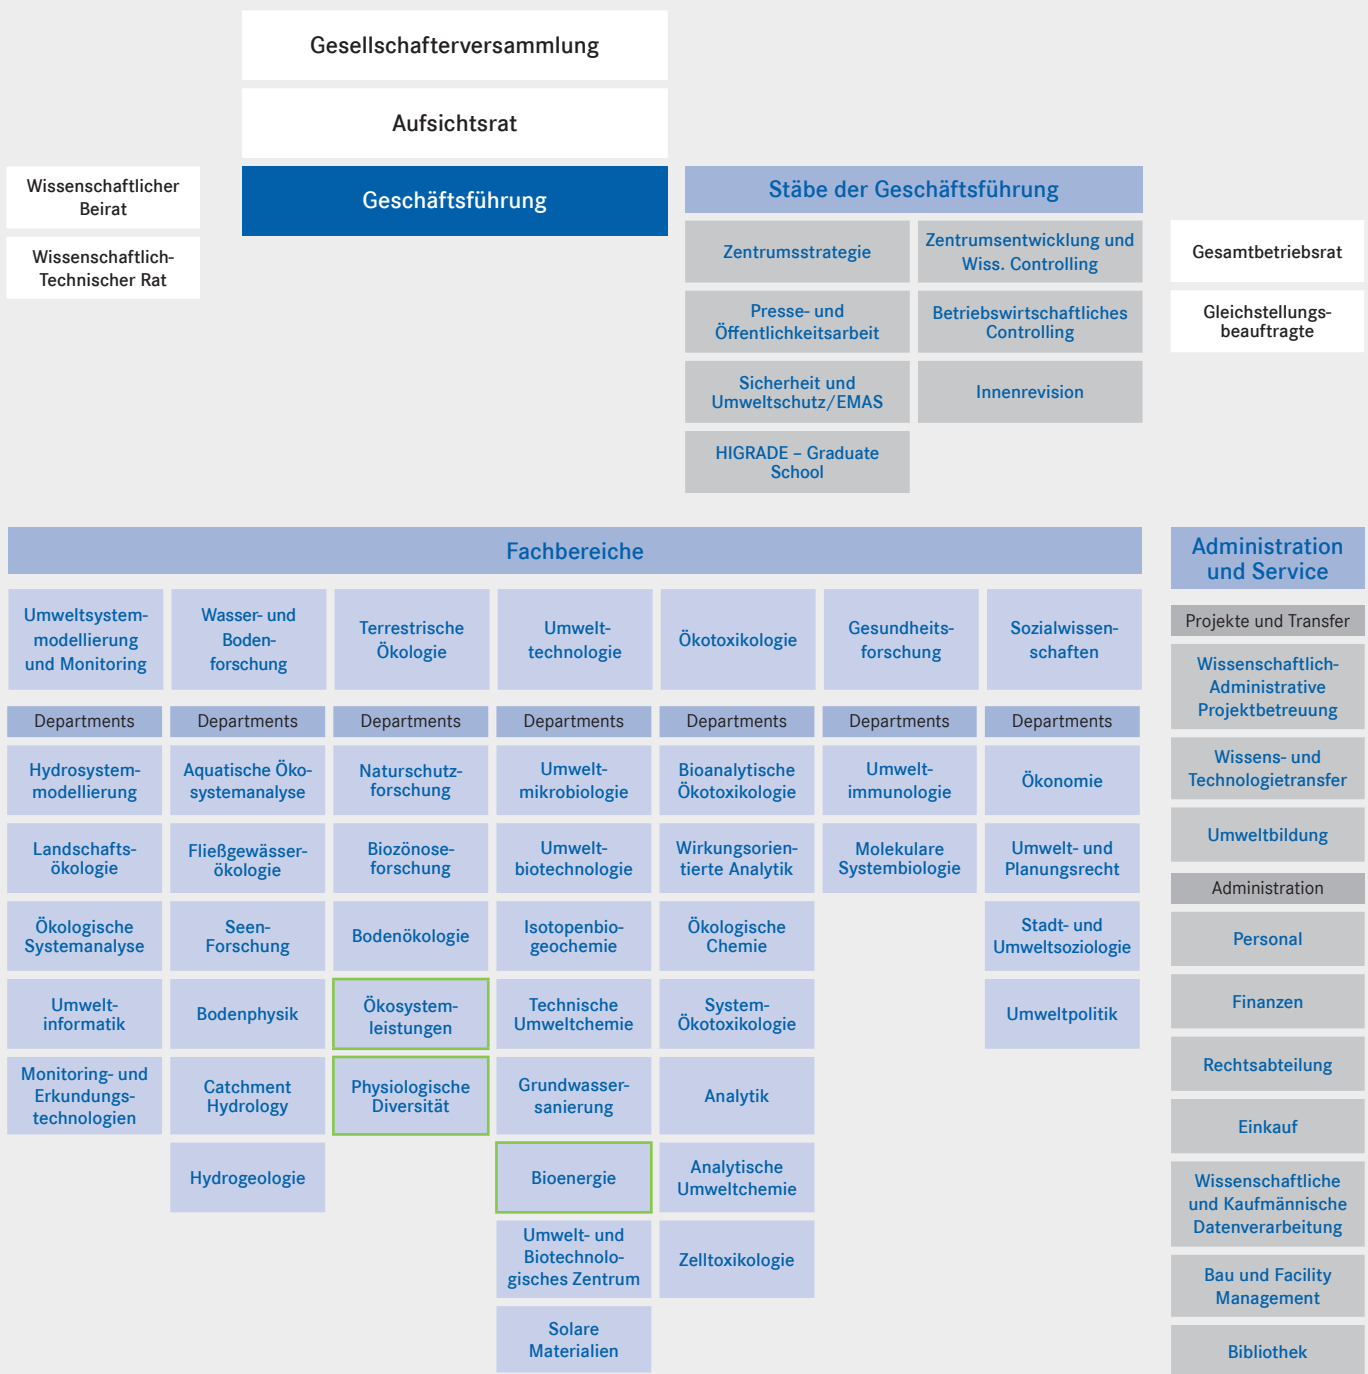 Gesellschafterversammlung
Aufsichtsrat
Geschäftsführung
Wissenschaftlicher
Beirat
Wissenschaftlich-
Technischer Rat
Stäbe der Geschäftsführung
Zentrumsstrategie
Zentrumsentwicklung und
Wiss. Controlling
Presse- und
Öffentlichkeitsarbeit
Betriebswirtschaftliches
Controlling
Sicherheit und
Umweltschutz/EMAS
Innenrevision
HIGRADE – Graduate
School
Gesamtbetriebsrat
Gleichstellungs-
beauftragte
Fachbereiche
Umweltsystem-
modellierung
und Monitoring
Departments
Hydrosystem-
modellierung
Landschafts-
ökologie
Ökologische
Systemanalyse
Umwelt-
informatik
Monitoring- und
Erkundungs-
technologien
Wasser- und
Boden-
forschung
Departments
Aquatische Öko-
systemanalyse
Fließgewässer-
ökologie
Seen-
Forschung
Bodenphysik
Catchment
Hydrology
Hydrogeologie
Terrestrische
Ökologie
Departments
Naturschutz-
forschung
Biozönose-
forschung
Bodenökologie
Ökosystem-
leistungen
Physiologische
Diversität
Umwelt-
technologie
Departments
Umwelt-
mikrobiologie
Umwelt-
biotechnologie
Isotopenbio-
geochemie
Technische
Umweltchemie
Grundwasser-
sanierung
Bioenergie
Umwelt- und
Biotechnolo-
gisches Zentrum
Solare
Materialien
Ökotoxikologie
Departments
Bioanalytische
Ökotoxikologie
Wirkungsorien-
tierte Analytik
Ökologische
Chemie
System-
Ökotoxikologie
Analytik
Analytische
Umweltchemie
Zelltoxikologie
Gesundheits-
forschung
Departments
Umwelt-
immunologie
Molekulare
Systembiologie
Sozialwissen-
schaften
Departments
Ökonomie
Umwelt- und
Planungsrecht
Stadt- und
Umweltsoziologie
Umweltpolitik
Administration
und Service
Projekte und Transfer
Wissenschaftlich-
Administrative
Projektbetreuung
Wissens- und
Technologietransfer
Umweltbildung
Administration
Personal
Finanzen
Rechtsabteilung
Einkauf
Wissenschaftliche
und Kaufmännische
Datenverarbeitung
Bau und Facility
Management
Bibliothek